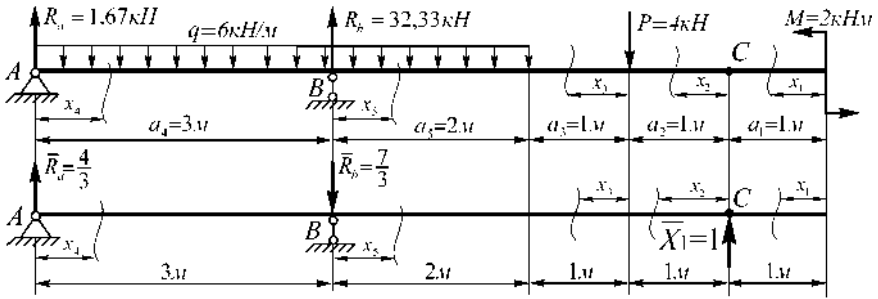 R_a = 1,67кН
q=6кН/м
R_b = 32,33кН
P=4кН
C
M=2кНм
A
B
x_4
x_5
x_3
x_2
x_1
a_4=3м
a_5=2м
a_3=1м
a_2=1м
a_1=1м
R̅_a=4/3
R̅_b=7/3
A
B
C
x_4
x_5
x_3
x_2
x_1
X̅1=1
3м
2м
1м
1м
1м